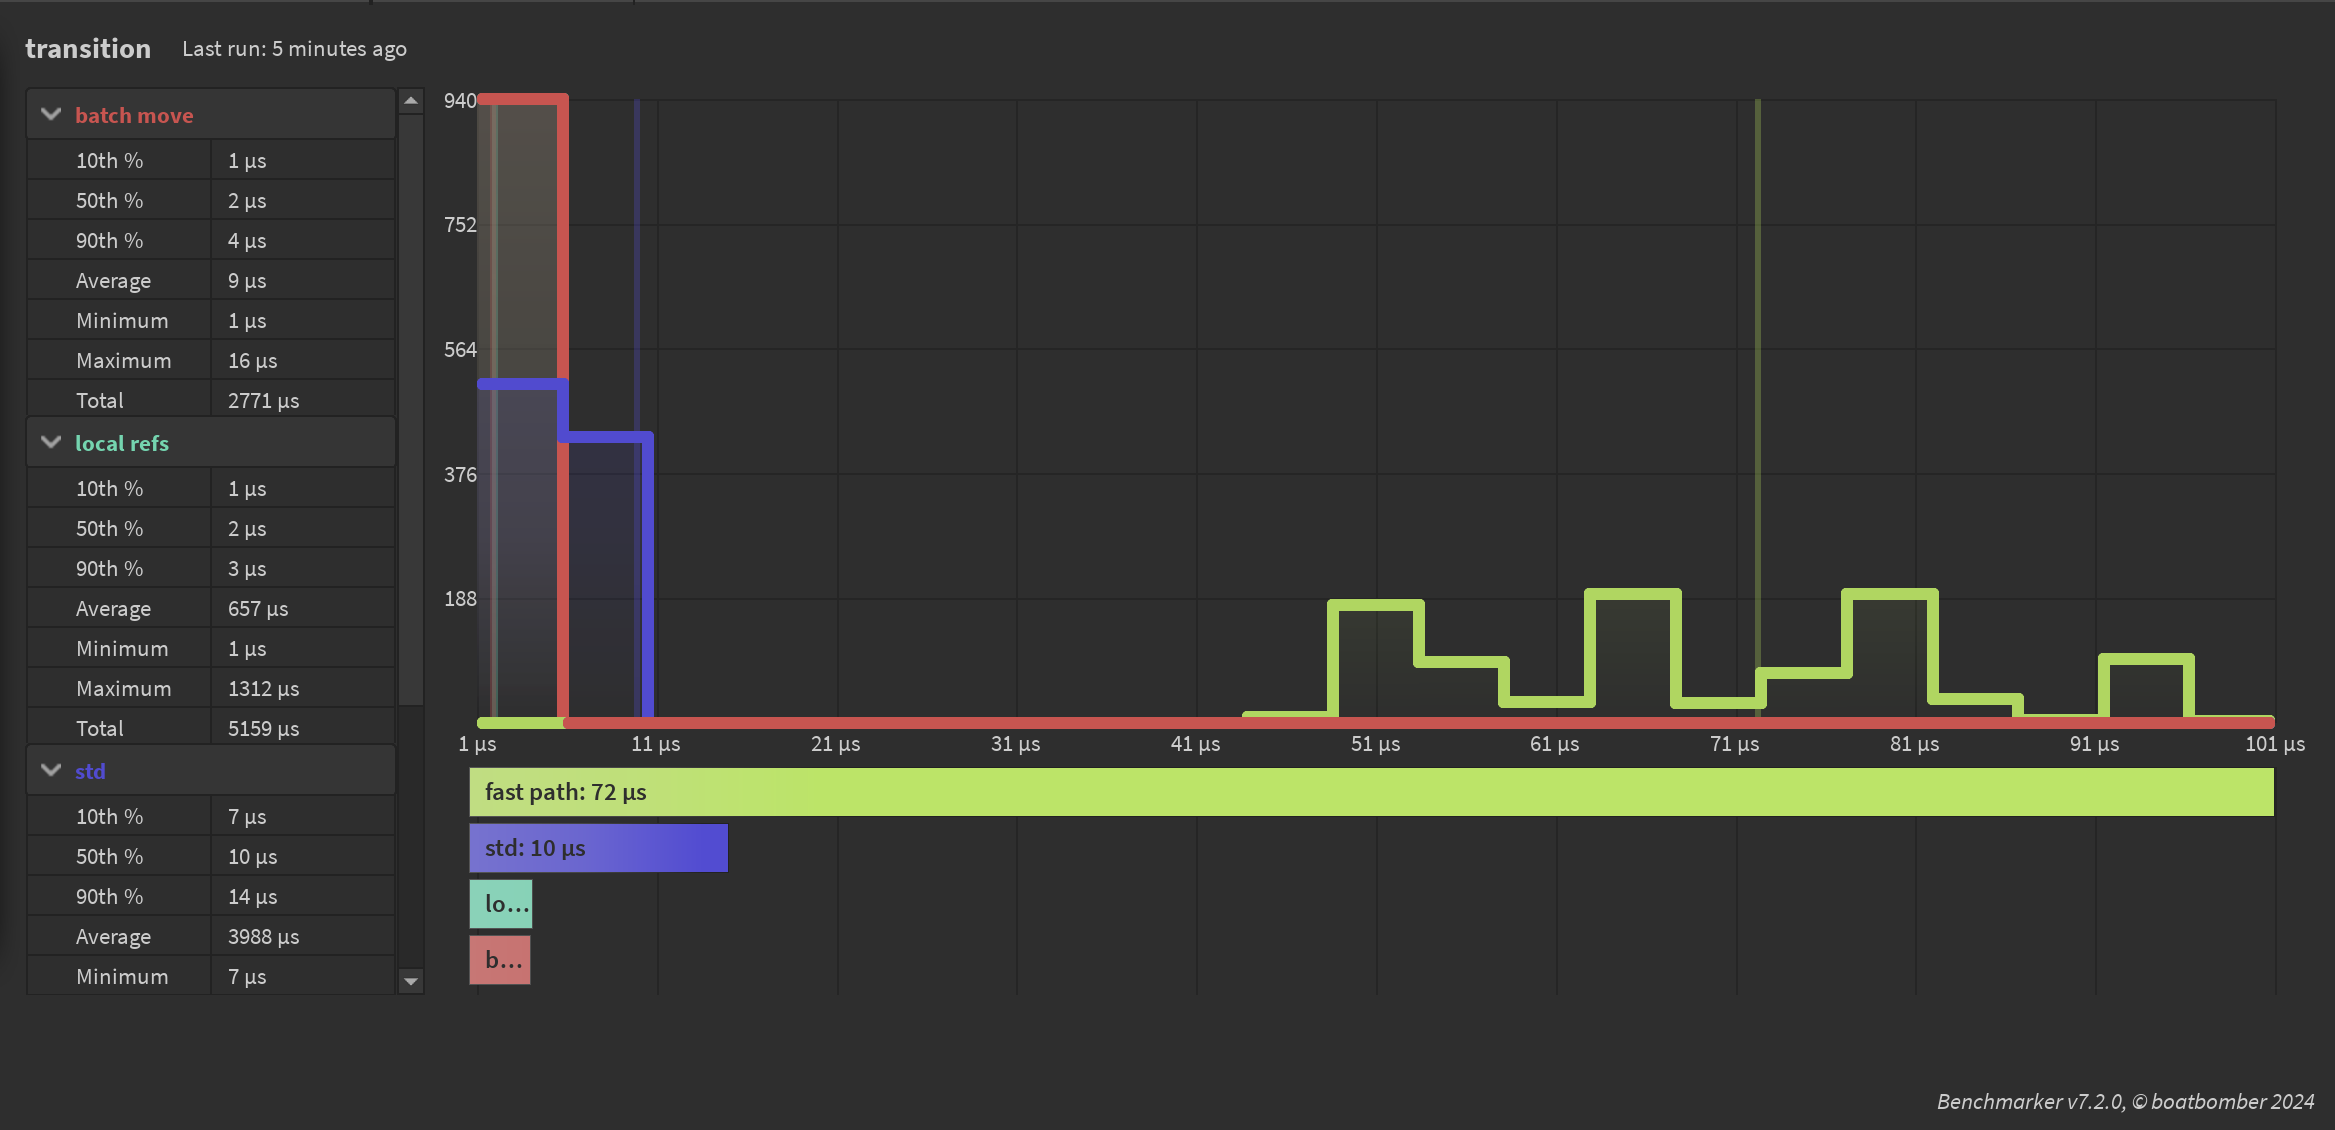 transition Last run: 5 minutes ago
batch move
10th % 1 µs
50th % 2 µs
90th % 4 µs
Average 9 µs
Minimum 1 µs
Maximum 16 µs
Total 2771 µs
local refs
10th % 1 µs
50th % 2 µs
90th % 3 µs
Average 657 µs
Minimum 1 µs
Maximum 1312 µs
Total 5159 µs
std
10th % 7 µs
50th % 10 µs
90th % 14 µs
Average 3988 µs
Minimum 7 µs
940
752
564
376
188
1 µs 11 µs 21 µs 31 µs 41 µs 51 µs 61 µs 71 µs 81 µs 91 µs 101 µs
fast path: 72 µs
std: 10 µs
lo...
b...
Benchmarker v7.2.0, © boatbomber 2024